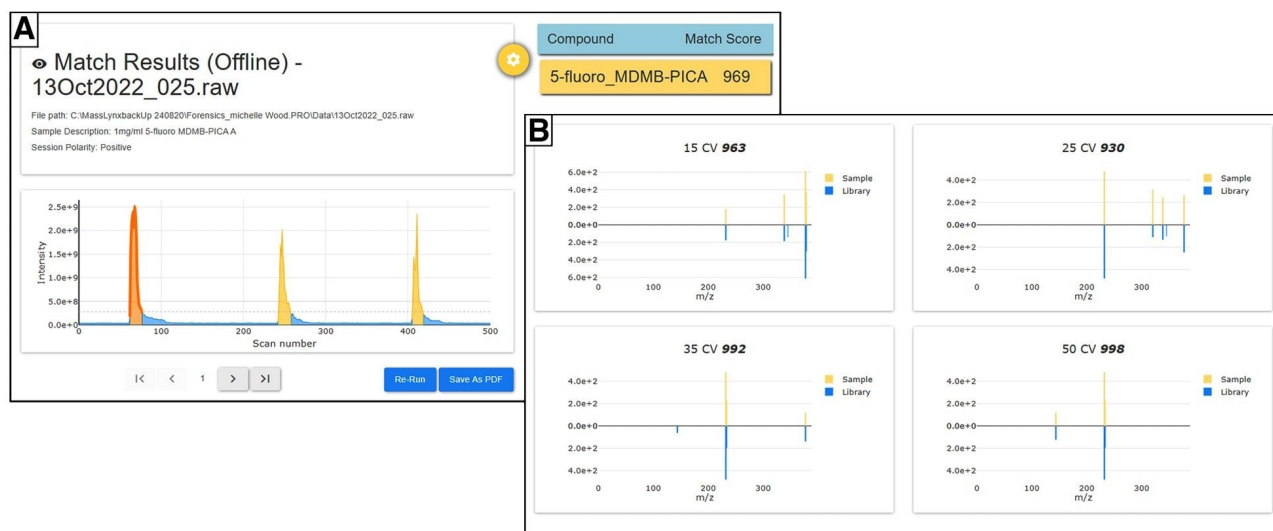 A
Match Results (Offline) -
13Oct2022_025.raw
File path: C:\MassLynxbackUp 240820\Forensics_michelle Wood.PRO\Data\13Oct2022_025.raw
Sample Description: 1mg/ml 5-fluoro MDMB-PICA A
Session Polarity: Positive
Compound Match Score
5-fluoro_MDMB-PICA 969
2.5e+9
2.0e+9
1.5e+9
1.0e+9
5.0e+8
0.0e+0
Intensity
0 100 200 300 400 500
Scan number
1
Re-Run Save As PDF
B
15 CV 963
6.0e+2
4.0e+2
2.0e+2
0.0e+0
2.0e+2
4.0e+2
6.0e+2
0 100 200 300
m/z
Sample
Library
25 CV 930
4.0e+2
2.0e+2
0.0e+0
2.0e+2
4.0e+2
0 100 200 300
m/z
Sample
Library
35 CV 992
4.0e+2
2.0e+2
0.0e+0
2.0e+2
4.0e+2
0 100 200 300
m/z
Sample
Library
50 CV 998
4.0e+2
2.0e+2
0.0e+0
2.0e+2
4.0e+2
0 100 200 300
m/z
Sample
Library